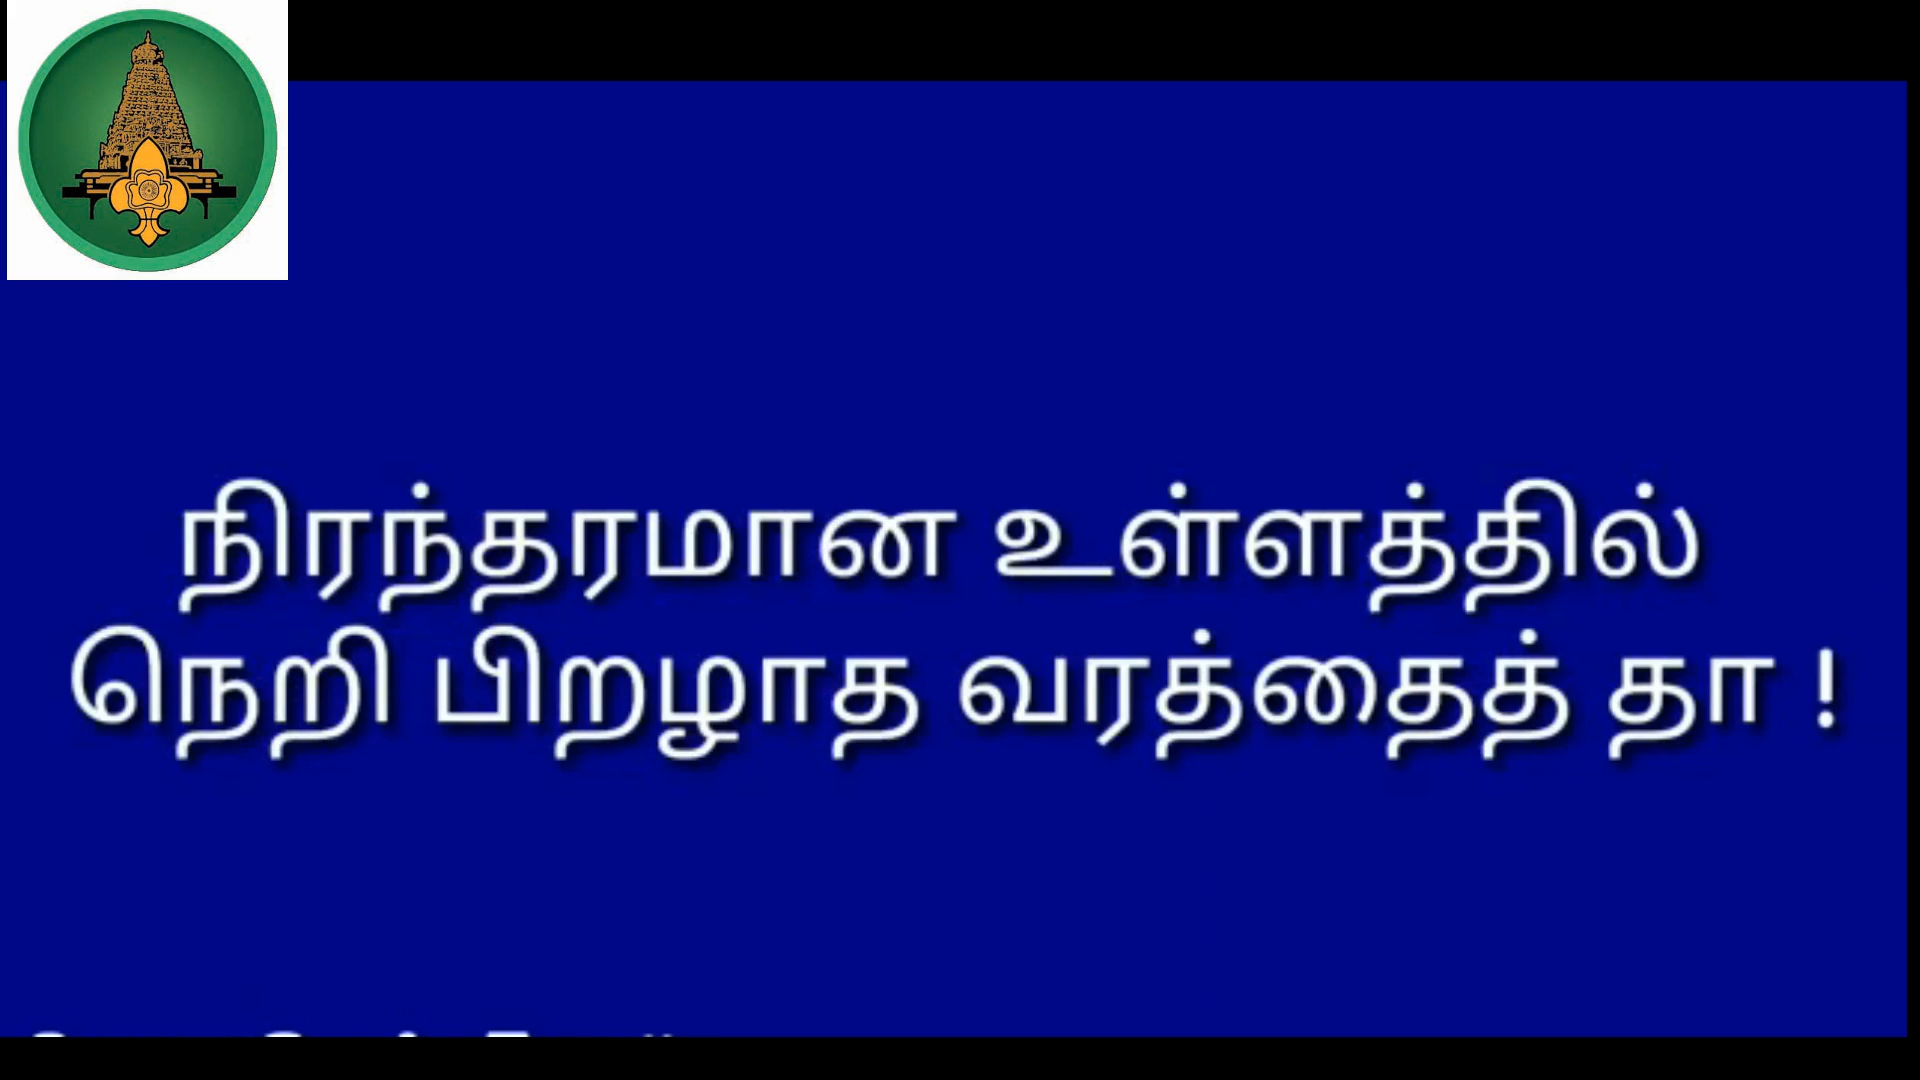 நிரந்தரமான உள்ளத்தில்
நெறி பிறழாத வரத்தைத் தா !